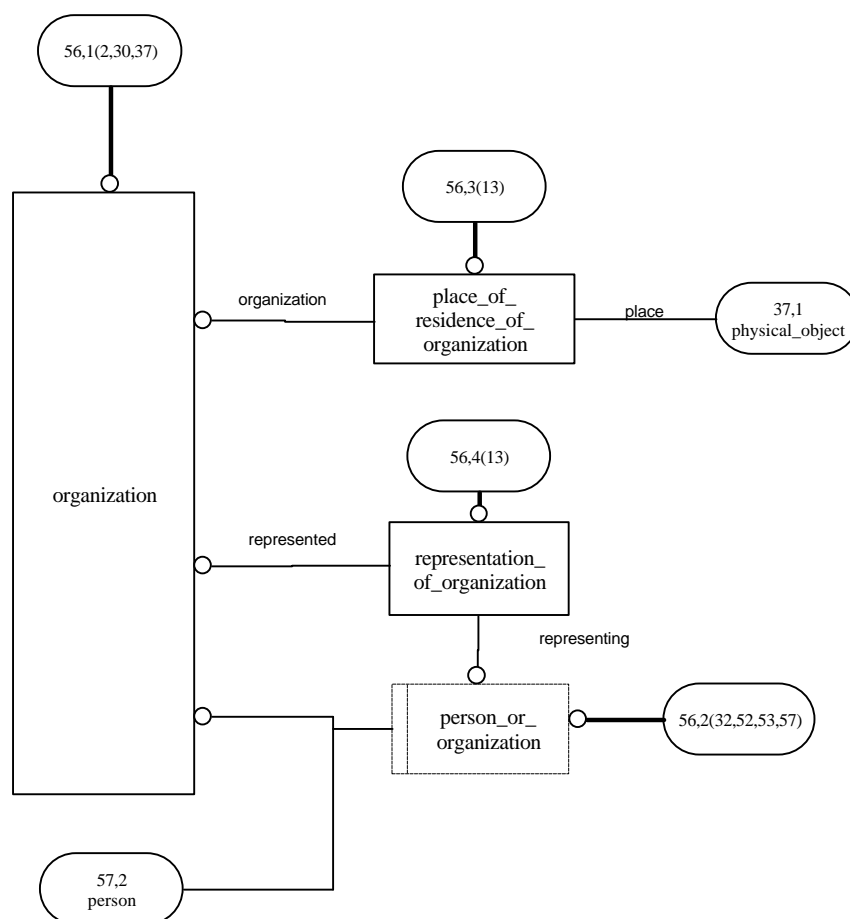 56,1(2,30,37)
56,3(13)
organization
place_of_
residence_of_
organization
place
37,1
physical_object
56,4(13)
organization
represented
representation_
of_organization
representing
person_or_
organization
56,2(32,52,53,57)
57,2
person